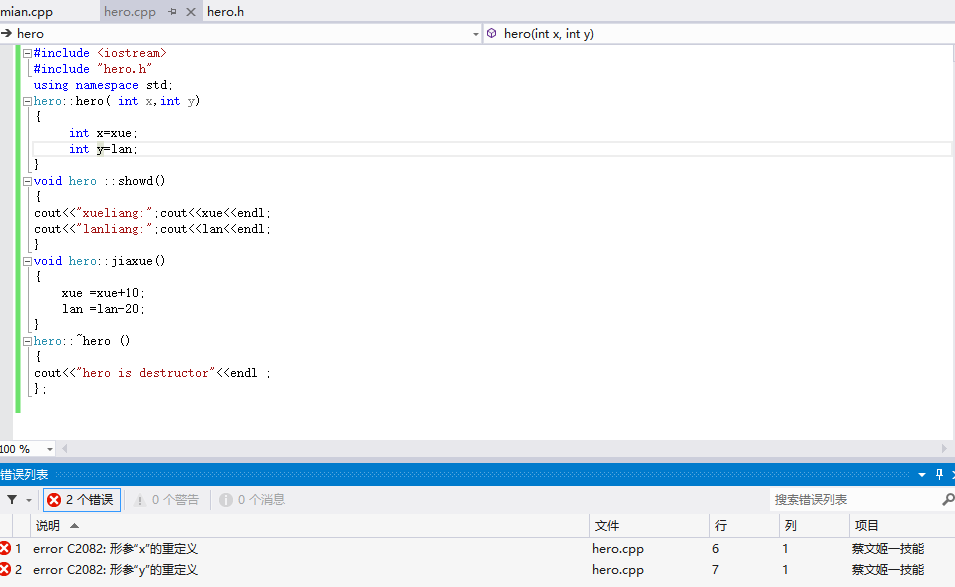 mian.cpp hero.cpp hero.h
hero hero(int x, int y)
#include <iostream>
#include "hero.h"
using namespace std;
hero::hero( int x,int y)
{
int x=xue;
int y=lan;
}
void hero ::showd()
{
cout<<"xueliang:";cout<<xue<<endl;
cout<<"lanliang:";cout<<lan<<endl;
}
void hero::jiaxue()
{
xue =xue+10;
lan =lan-20;
}
hero::~hero ()
{
cout<<"hero is destructor"<<endl ;
};
100 %
错误列表
2 个错误 0 个警告 0 个消息 搜索错误列表
说明 文件 行 列 项目
1 error C2082: 形参“x”的重定义 hero.cpp 6 1 蔡文姬一技能
2 error C2082: 形参“y”的重定义 hero.cpp 7 1 蔡文姬一技能